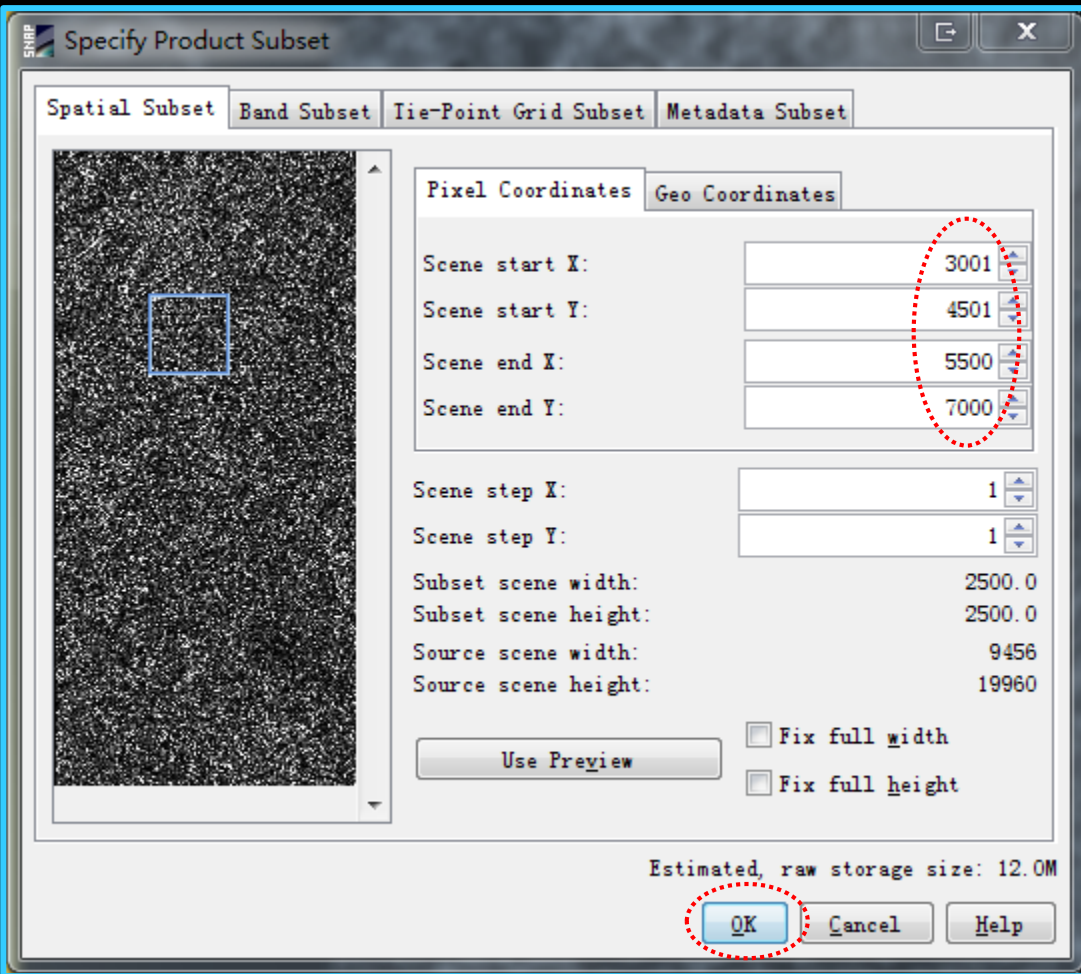 SNAP Specify Product Subset
Spatial Subset Band Subset Tie-Point Grid Subset Metadata Subset
Pixel Coordinates Geo Coordinates
Scene start X: 3001
Scene start Y: 4501
Scene end X: 5500
Scene end Y: 7000
Scene step X: 1
Scene step Y: 1
Subset scene width: 2500.0
Subset scene height: 2500.0
Source scene width: 9456
Source scene height: 19960
Use Preview
Fix full width
Fix full height
Estimated, raw storage size: 12.0M
OK Cancel Help